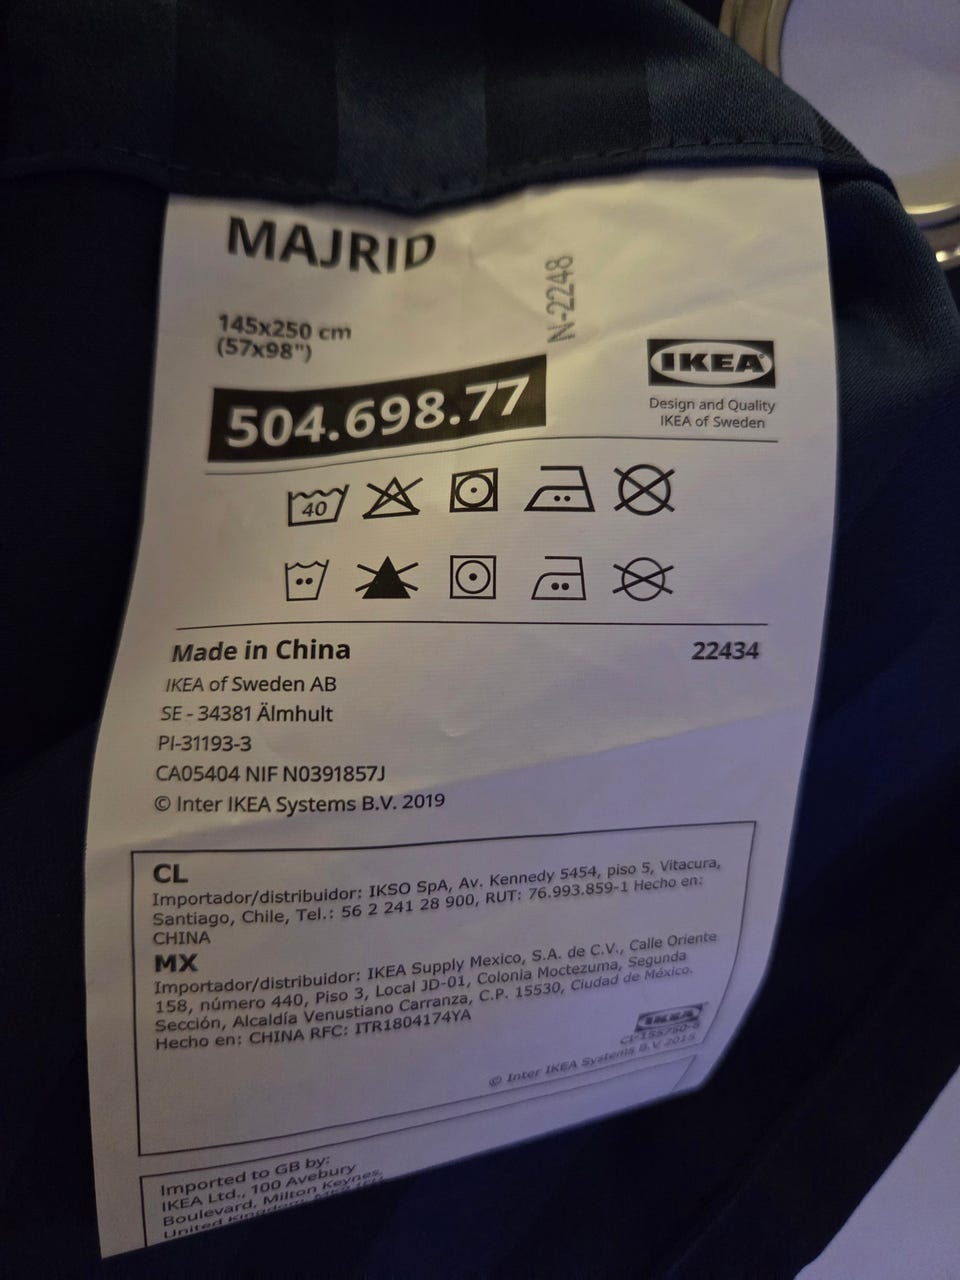 MAJRID
N-2248
145x250 cm
(57x98")
504.698.77
IKEA®
Design and Quality
IKEA of Sweden
40
Made in China
22434
IKEA of Sweden AB
SE - 34381 Älmhult
PI-31193-3
CA05404 NIF N0391857J
© Inter IKEA Systems B.V. 2019
CL
Importador/distribuidor: IKSO SpA, Av. Kennedy 5454, piso 5, Vitacura,
Santiago, Chile, Tel.: 56 2 241 28 900, RUT: 76.993.859-1 Hecho en:
CHINA
MX
Importador/distribuidor: IKEA Supply Mexico, S.A. de C.V., Calle Oriente
158, número 440, Piso 3, Local JD-01, Colonia Moctezuma, Segunda
Sección, Alcaldía Venustiano Carranza, C.P. 15530, Ciudad de México.
Hecho en: CHINA RFC: ITR1804174YA
IKEA
© Inter IKEA Systems B.V. 2015
Imported to GB by:
IKEA Ltd., 100 Avebury
Boulevard, Milton Keynes,
United Kingdom